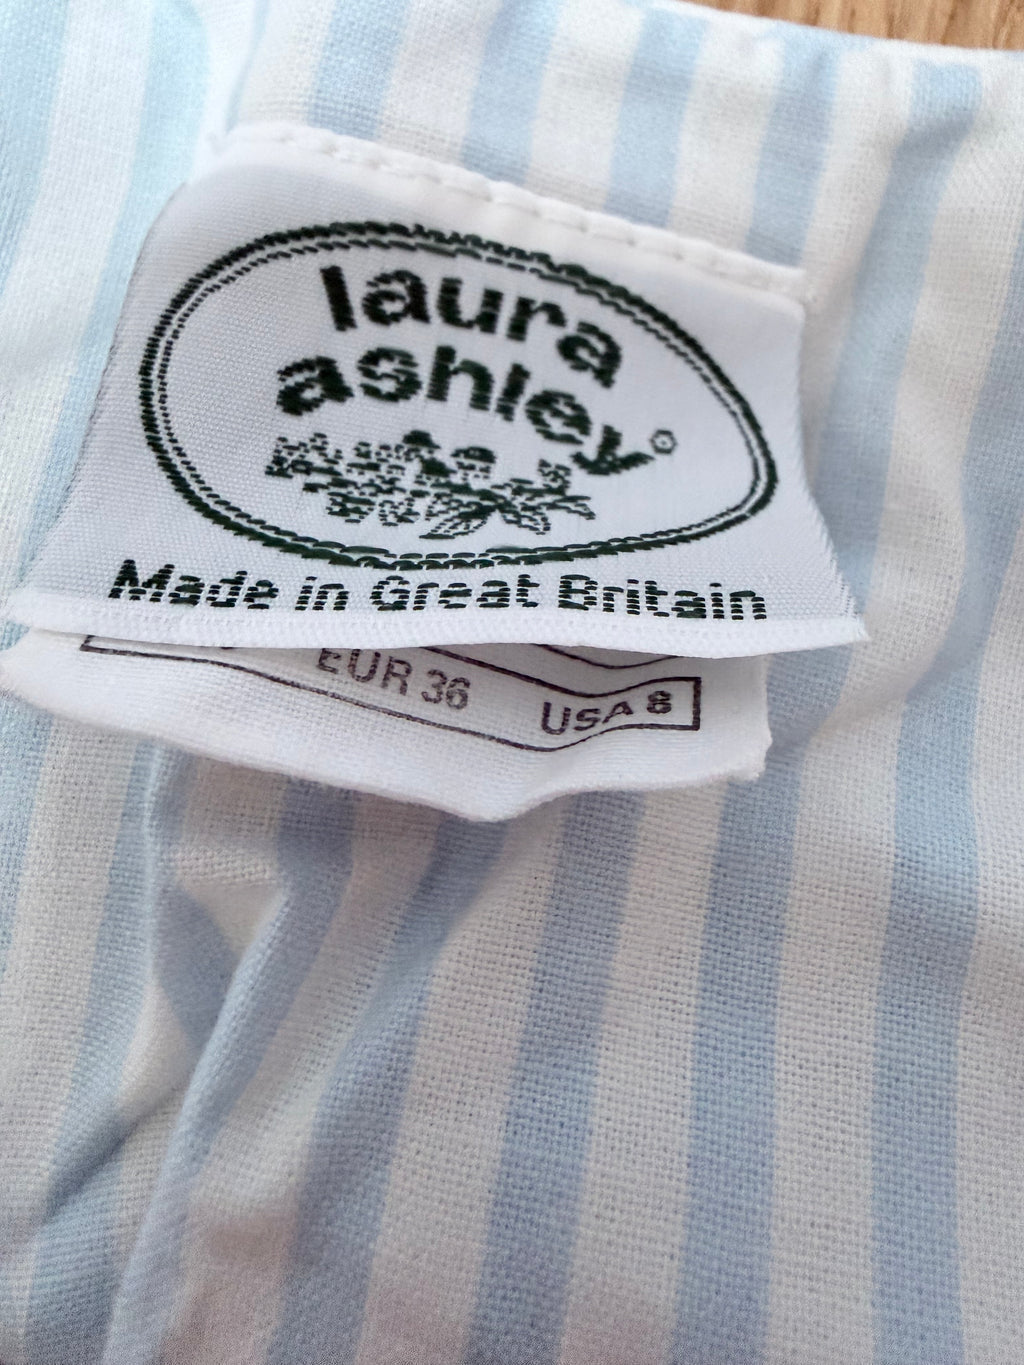 laura
ashley®
Made in Great Britain
EUR 36 USA 8